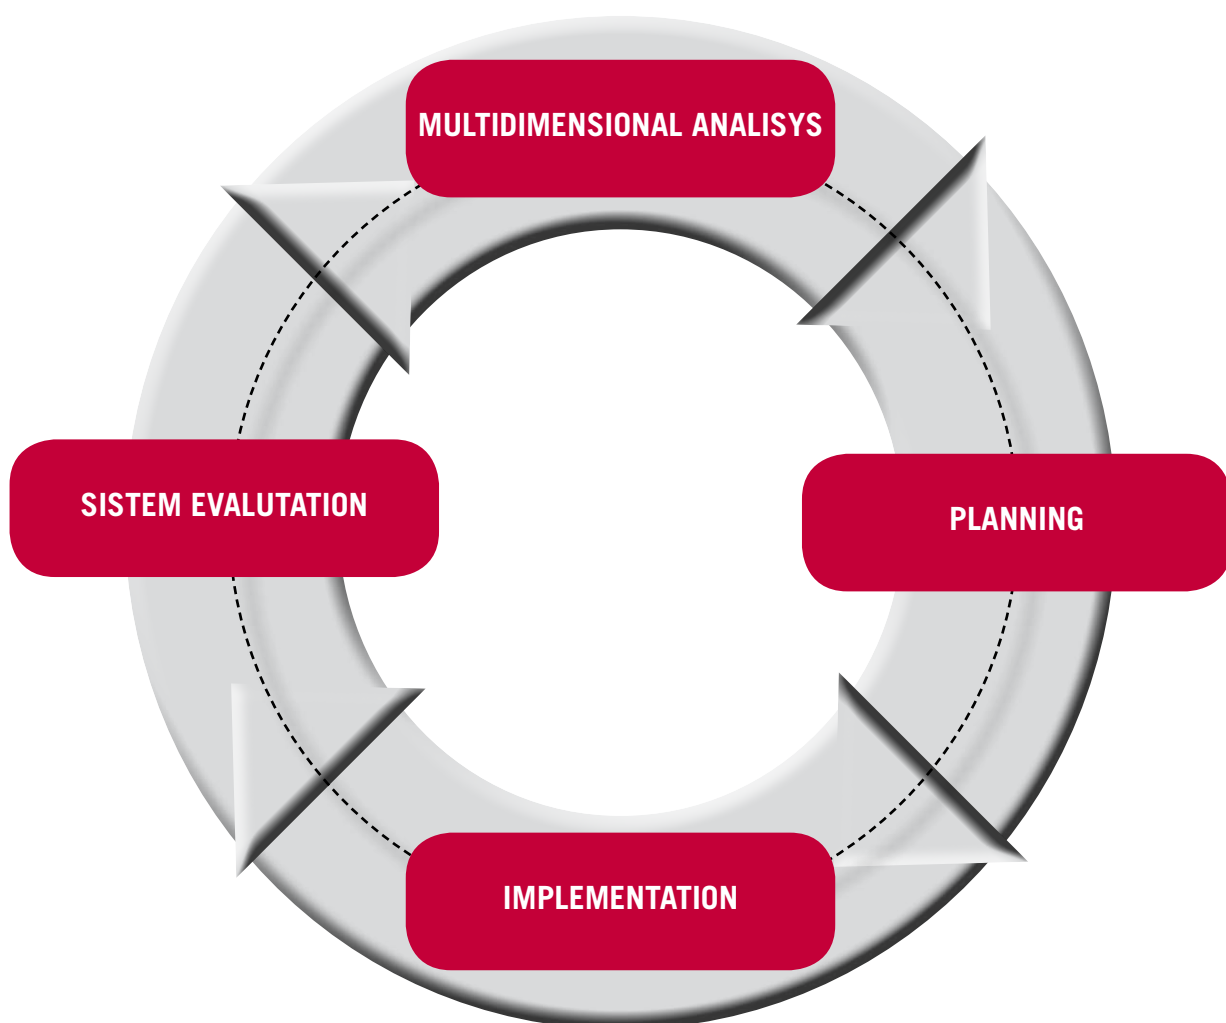 MULTIDIMENSIONAL ANALISYS
SISTEM EVALUTATION
PLANNING
IMPLEMENTATION